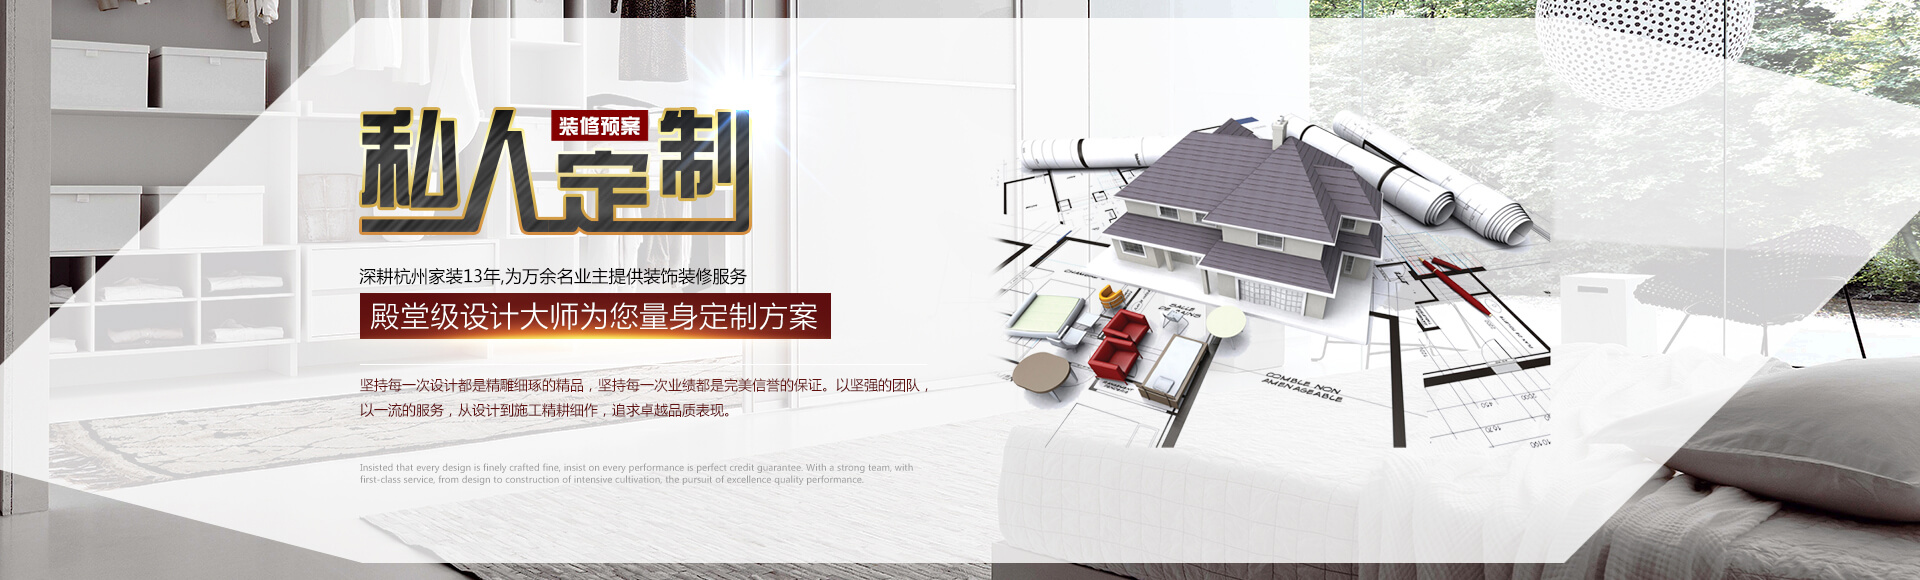 私人定制
装修预案
深耕杭州家装13年,为万余名业主提供装饰装修服务
殿堂级设计大师为您量身定制方案
坚持每一次设计都是精雕细琢的精品，坚持每一次业绩都是完美信誉的保证。以坚强的团队，
以一流的服务，从设计到施工精耕细作，追求卓越品质表现。
Insisted that every design is finely crafted fine, insist on every performance is perfect credit guarantee. With a strong team, with
first-class service, from design to construction of intensive cultivation, the pursuit of excellence quality performance.
COMBLE NON
AMENAGEABLE